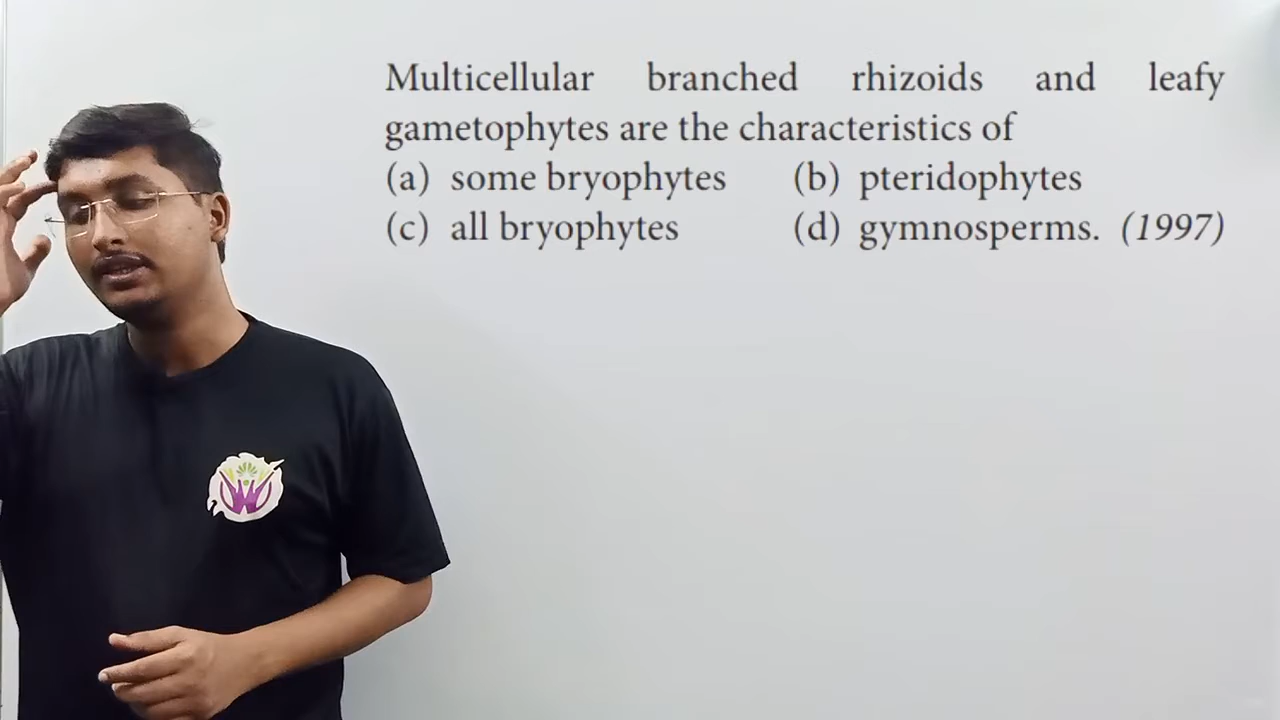 Multicellular branched rhizoids and leafy
gametophytes are the characteristics of
(a) some bryophytes (b) pteridophytes
(c) all bryophytes (d) gymnosperms. (1997)